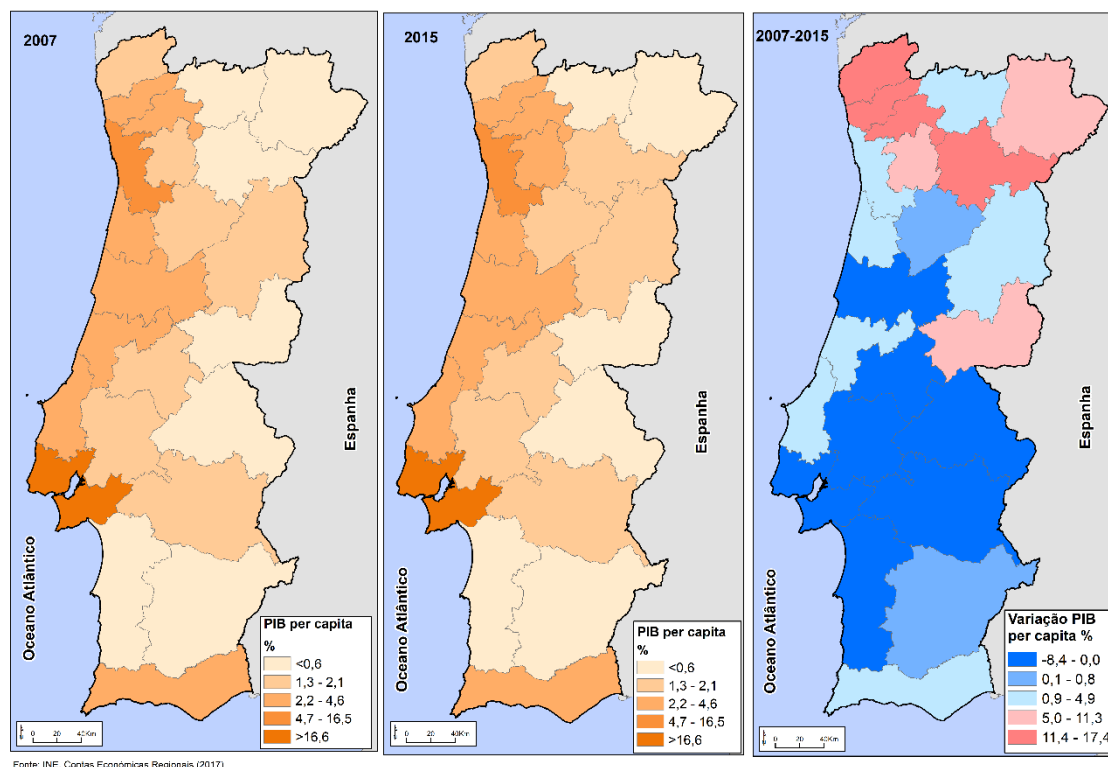 2007
Espanha
Oceano Atlântico
PIB per capita
%
<0,6
1,3 - 2,1
2,2 - 4,6
4,7 - 16,5
>16,6
0 20 40Km
2015
Espanha
Oceano Atlântico
PIB per capita
%
<0,6
1,3 - 2,1
2,2 - 4,6
4,7 - 16,5
>16,6
0 20 40Km
2007-2015
Espanha
Oceano Atlântico
Variação PIB
per capita %
-8,4 - 0,0
0,1 - 0,8
0,9 - 4,9
5,0 - 11,3
11,4 - 17,4
0 20 40Km
Fonte: INE, Contas Económicas Regionais (2017)